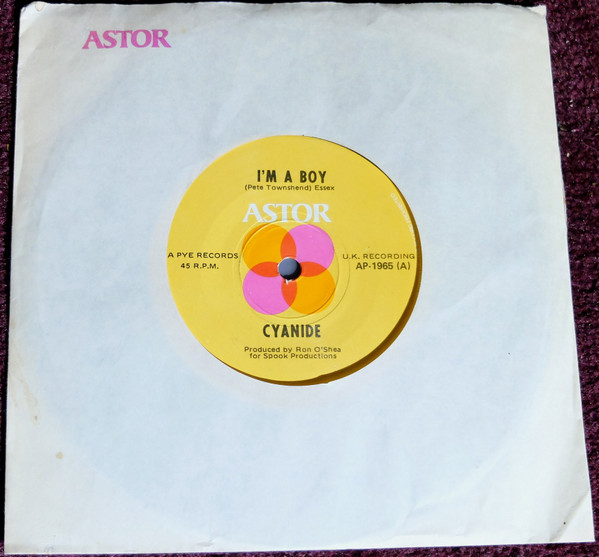 ASTOR
I'M A BOY
(Pete Townshend) Essex
ASTOR
A PYE RECORDS
45 R.P.M.
U.K. RECORDING
AP-1965 (A)
CYANIDE
Produced by Ron O'Shea
for Spook Productions